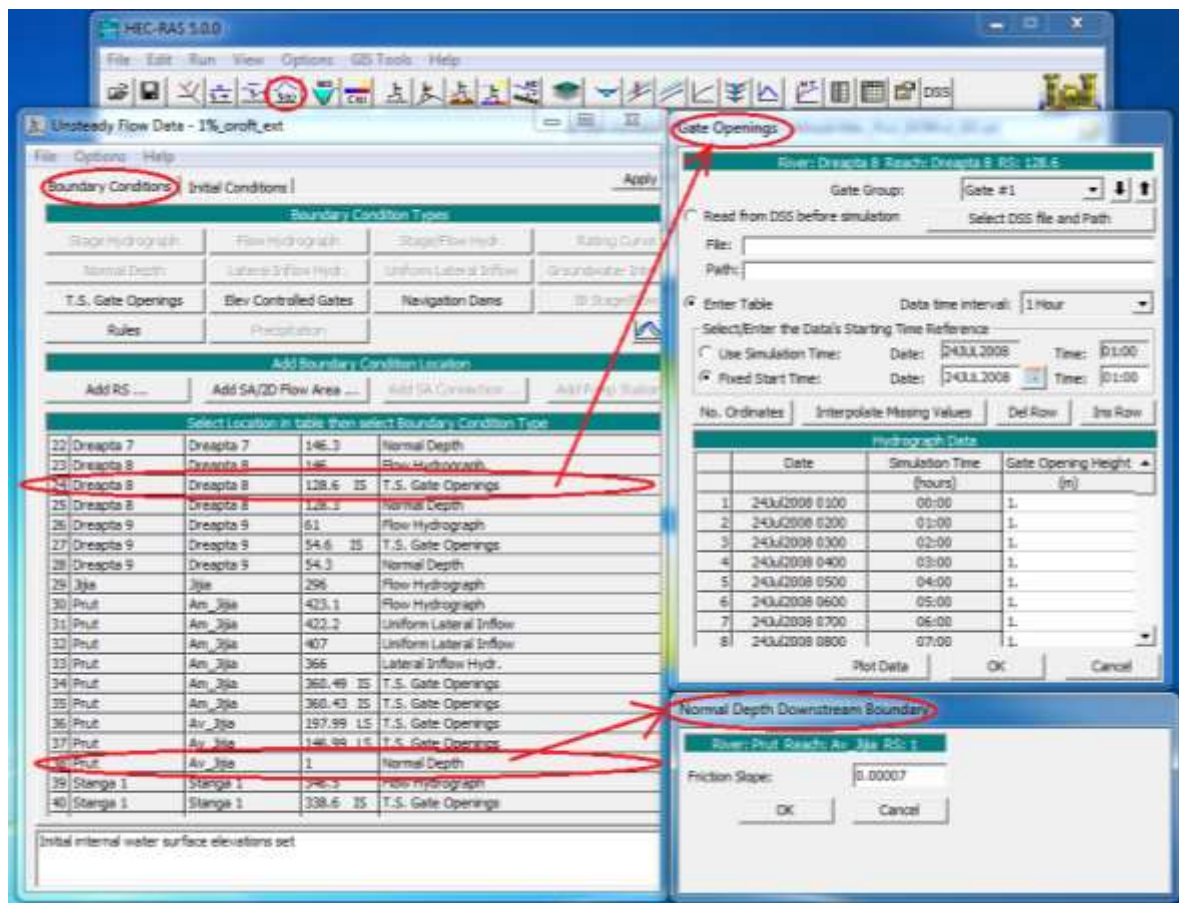 HEC-RAS 5.0.0
File Edit Run View Options GIS Tools Help
DSS
Unsteady Flow Data - 1%_oroft_ext
File Options Help
Boundary Conditions Initial Conditions Apply
Boundary Condition Types
Stage Hydrograph Flow Hydrograph Stage/Flow Hydr. Rating Curve
Normal Depth Lateral Inflow Hydr. Uniform Lateral Inflow Groundwater
T.S. Gate Openings Elev Controlled Gates Navigation Dams IB Stage/Flow
Rules Precipitation
Add Boundary Condition Location
Add RS ... Add SA/2D Flow Area ... Add SA Connection ... Add Pump Station
Select Location in table then select Boundary Condition Type
22 Dreapta 7 Dreapta 7 146.3 Normal Depth
23 Dreapta 8 Dreapta 8 146 Flow Hydrograph
24 Dreapta 8 Dreapta 8 128.6 IS T.S. Gate Openings
25 Dreapta 8 Dreapta 8 128.3 Normal Depth
26 Dreapta 9 Dreapta 9 61 Flow Hydrograph
27 Dreapta 9 Dreapta 9 54.6 IS T.S. Gate Openings
28 Dreapta 9 Dreapta 9 54.3 Normal Depth
29 Jijia Jijia 296 Flow Hydrograph
30 Prut Am_Jijia 423.1 Flow Hydrograph
31 Prut Am_Jijia 422.2 Uniform Lateral Inflow
32 Prut Am_Jijia 407 Uniform Lateral Inflow
33 Prut Am_Jijia 366 Lateral Inflow Hydr.
34 Prut Am_Jijia 360.49 IS T.S. Gate Openings
35 Prut Am_Jijia 360.43 IS T.S. Gate Openings
36 Prut Av_Jijia 197.99 LS T.S. Gate Openings
37 Prut Av_Jijia 146.99 LS T.S. Gate Openings
38 Prut Av_Jijia 1 Normal Depth
39 Stanga 1 Stanga 1 346.5 Flow Hydrograph
40 Stanga 1 Stanga 1 338.6 IS T.S. Gate Openings
Initial internal water surface elevations set
Gate Openings
River: Dreapta 8 Reach: Dreapta 8 RS: 128.6
Gate Group: Gate #1
Read from DSS before simulation Select DSS file and Path
File:
Path:
Enter Table Data time interval: 1 Hour
Select/Enter the Data's Starting Time Reference
Use Simulation Time: Date: 24JUL2008 Time: 01:00
Fixed Start Time: Date: 24JUL2008 Time: 01:00
No. Ordinates Interpolate Missing Values Del Row Ins Row
Hydrograph Data
Date Simulation Time Gate Opening Height
(hours) (m)
1 24Jul2008 0100 00:00 1.
2 24Jul2008 0200 01:00 1.
3 24Jul2008 0300 02:00 1.
4 24Jul2008 0400 03:00 1.
5 24Jul2008 0500 04:00 1.
6 24Jul2008 0600 05:00 1.
7 24Jul2008 0700 06:00 1.
8 24Jul2008 0800 07:00 1.
Plot Data OK Cancel
Normal Depth Downstream Boundary
River: Prut Reach: Av_Jijia RS: 1
Friction Slope: 0.00007
OK Cancel